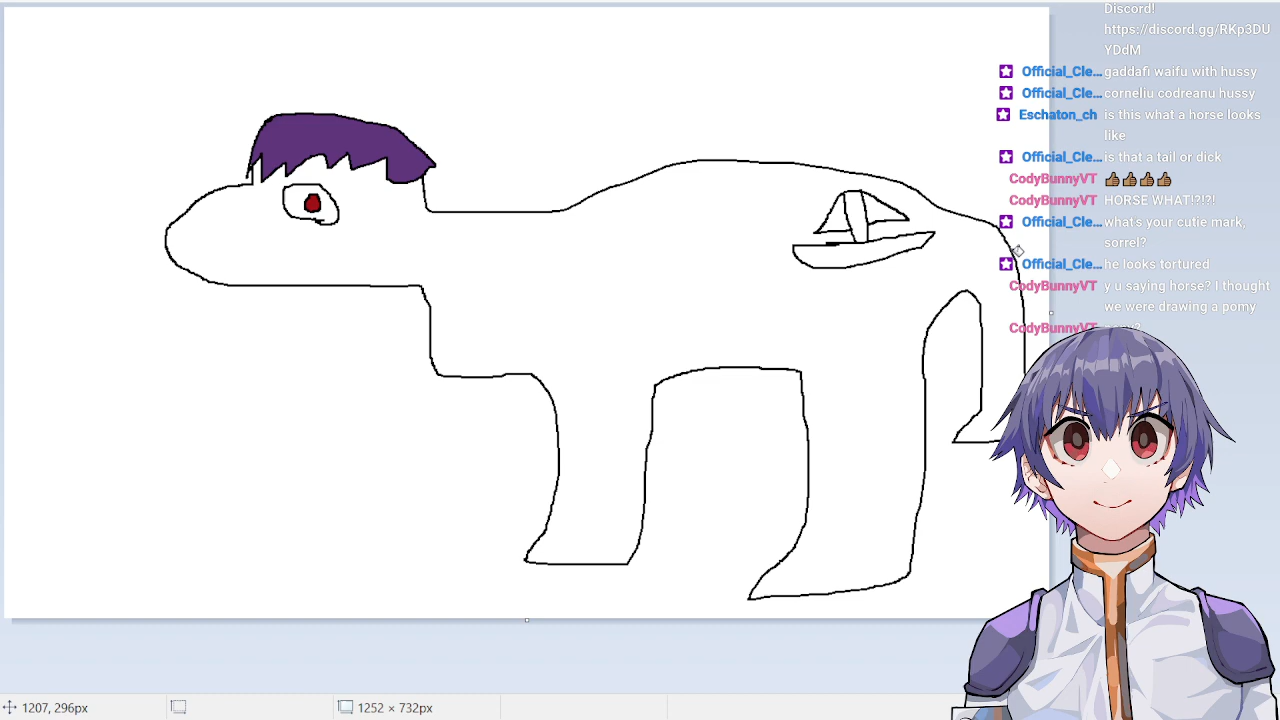 Discord!
https://discord.gg/RKp3DU
YDdM
Official_Cle... gaddafi waifu with hussy
Official_Cle... corneliu codreanu hussy
Eschaton_ch is this what a horse looks
like
Official_Cle... is that a tail or dick
CodyBunnyVT 👍🏾👍🏾👍🏾👍🏾
CodyBunnyVT HORSE WHAT!?!?!
Official_Cle... whats your cutie mark,
sorrel?
Official_Cle... he looks tortured
CodyBunnyVT y u saying horse? I thought
we were drawing a pomy
CodyBunnyVT
1207, 296px
1252 × 732px